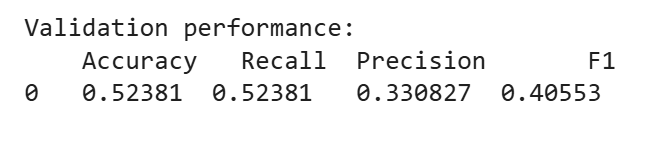 Validation performance:
Accuracy Recall Precision F1
0 0.52381 0.52381 0.330827 0.40553